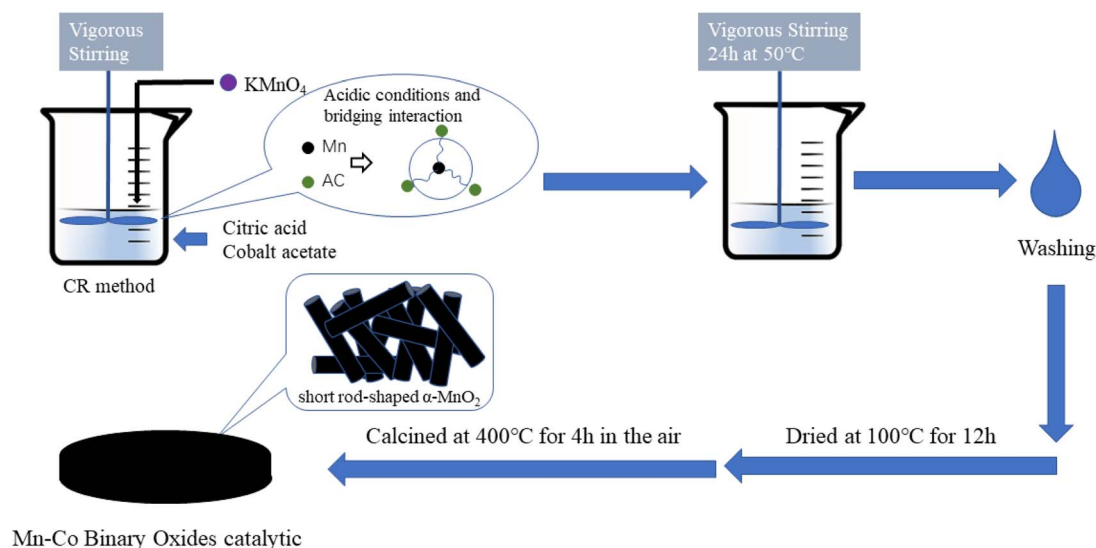 Vigorous
Stirring
KMnO₄
Acidic conditions and
bridging interaction
Mn
AC
Citric acid
Cobalt acetate
CR method
Vigorous Stirring
24h at 50℃
Washing
Dried at 100℃ for 12h
Calcined at 400℃ for 4h in the air
short rod-shaped α-MnO₂
Mn-Co Binary Oxides catalytic